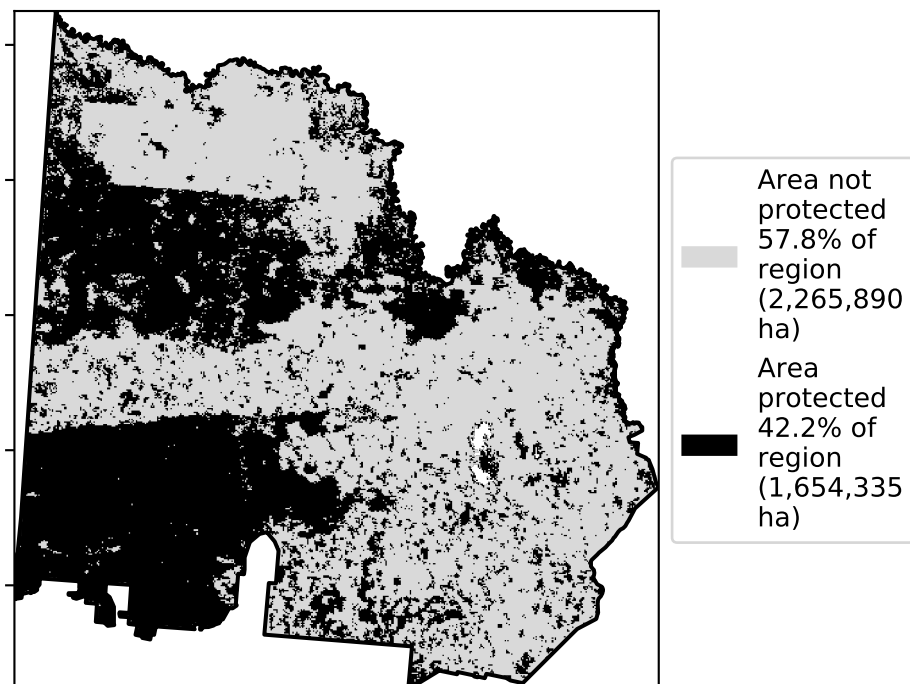 Area not
protected
57.8% of
region
(2,265,890
ha)
Area
protected
42.2% of
region
(1,654,335
ha)